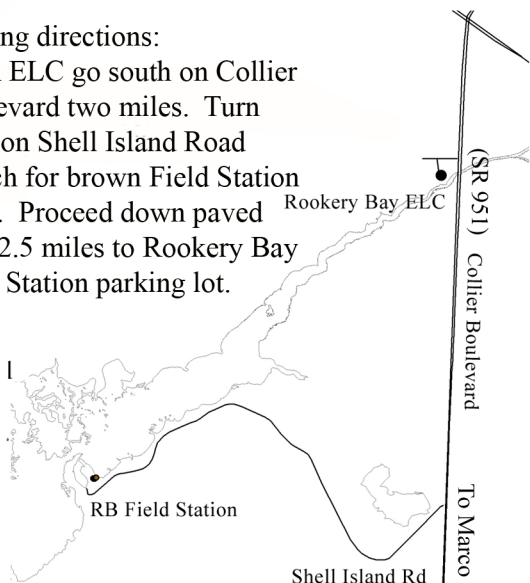 ng directions:
ELC go south on Collier
evard two miles. Turn
on Shell Island Road
ch for brown Field Station
. Proceed down paved
2.5 miles to Rookery Bay
Station parking lot.
Rookery Bay ELC
(SR 951) Collier Boulevard
To Marco
RB Field Station
Shell Island Rd